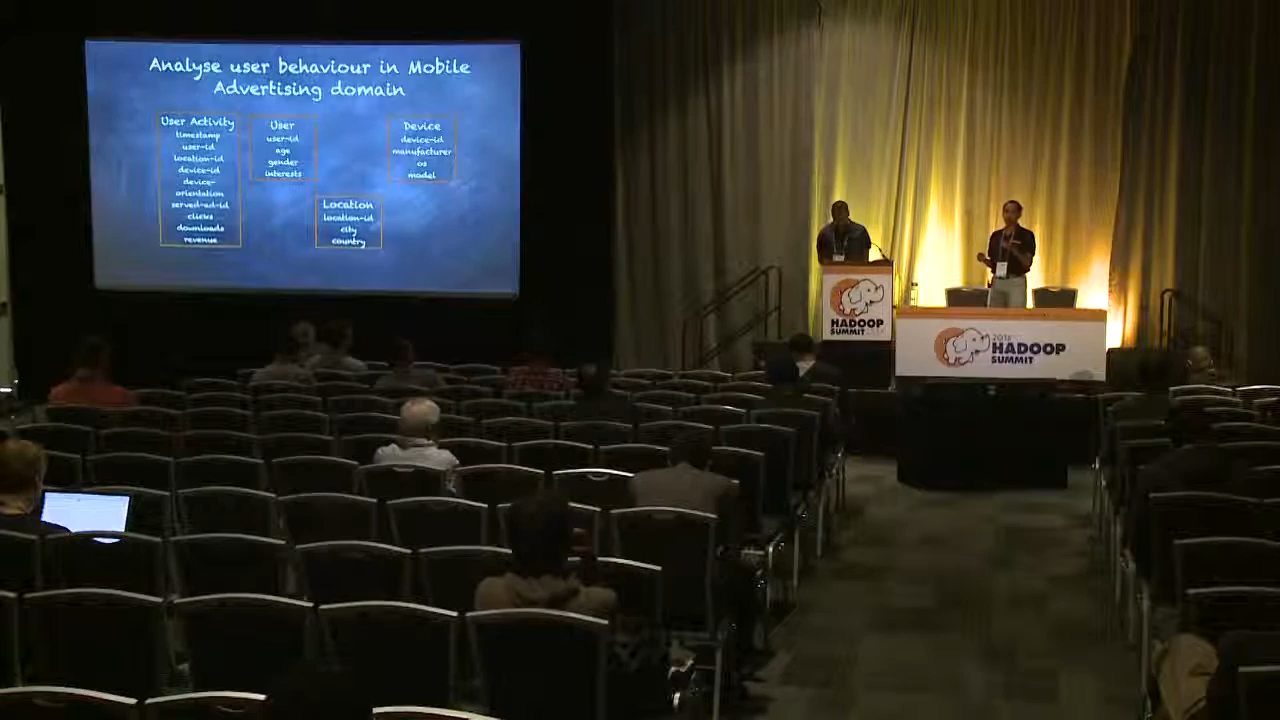 Analyse user behaviour in Mobile
Advertising domain
User Activity
timestamp
user-id
location-id
device-id
device-
orientation
served-ad-id
clicks
downloads
revenue
User
user-id
age
gender
interests
Location
location-id
city
country
Device
device-id
manufacturer
os
model
HADOOP
SUMMIT
HADOOP
SUMMIT